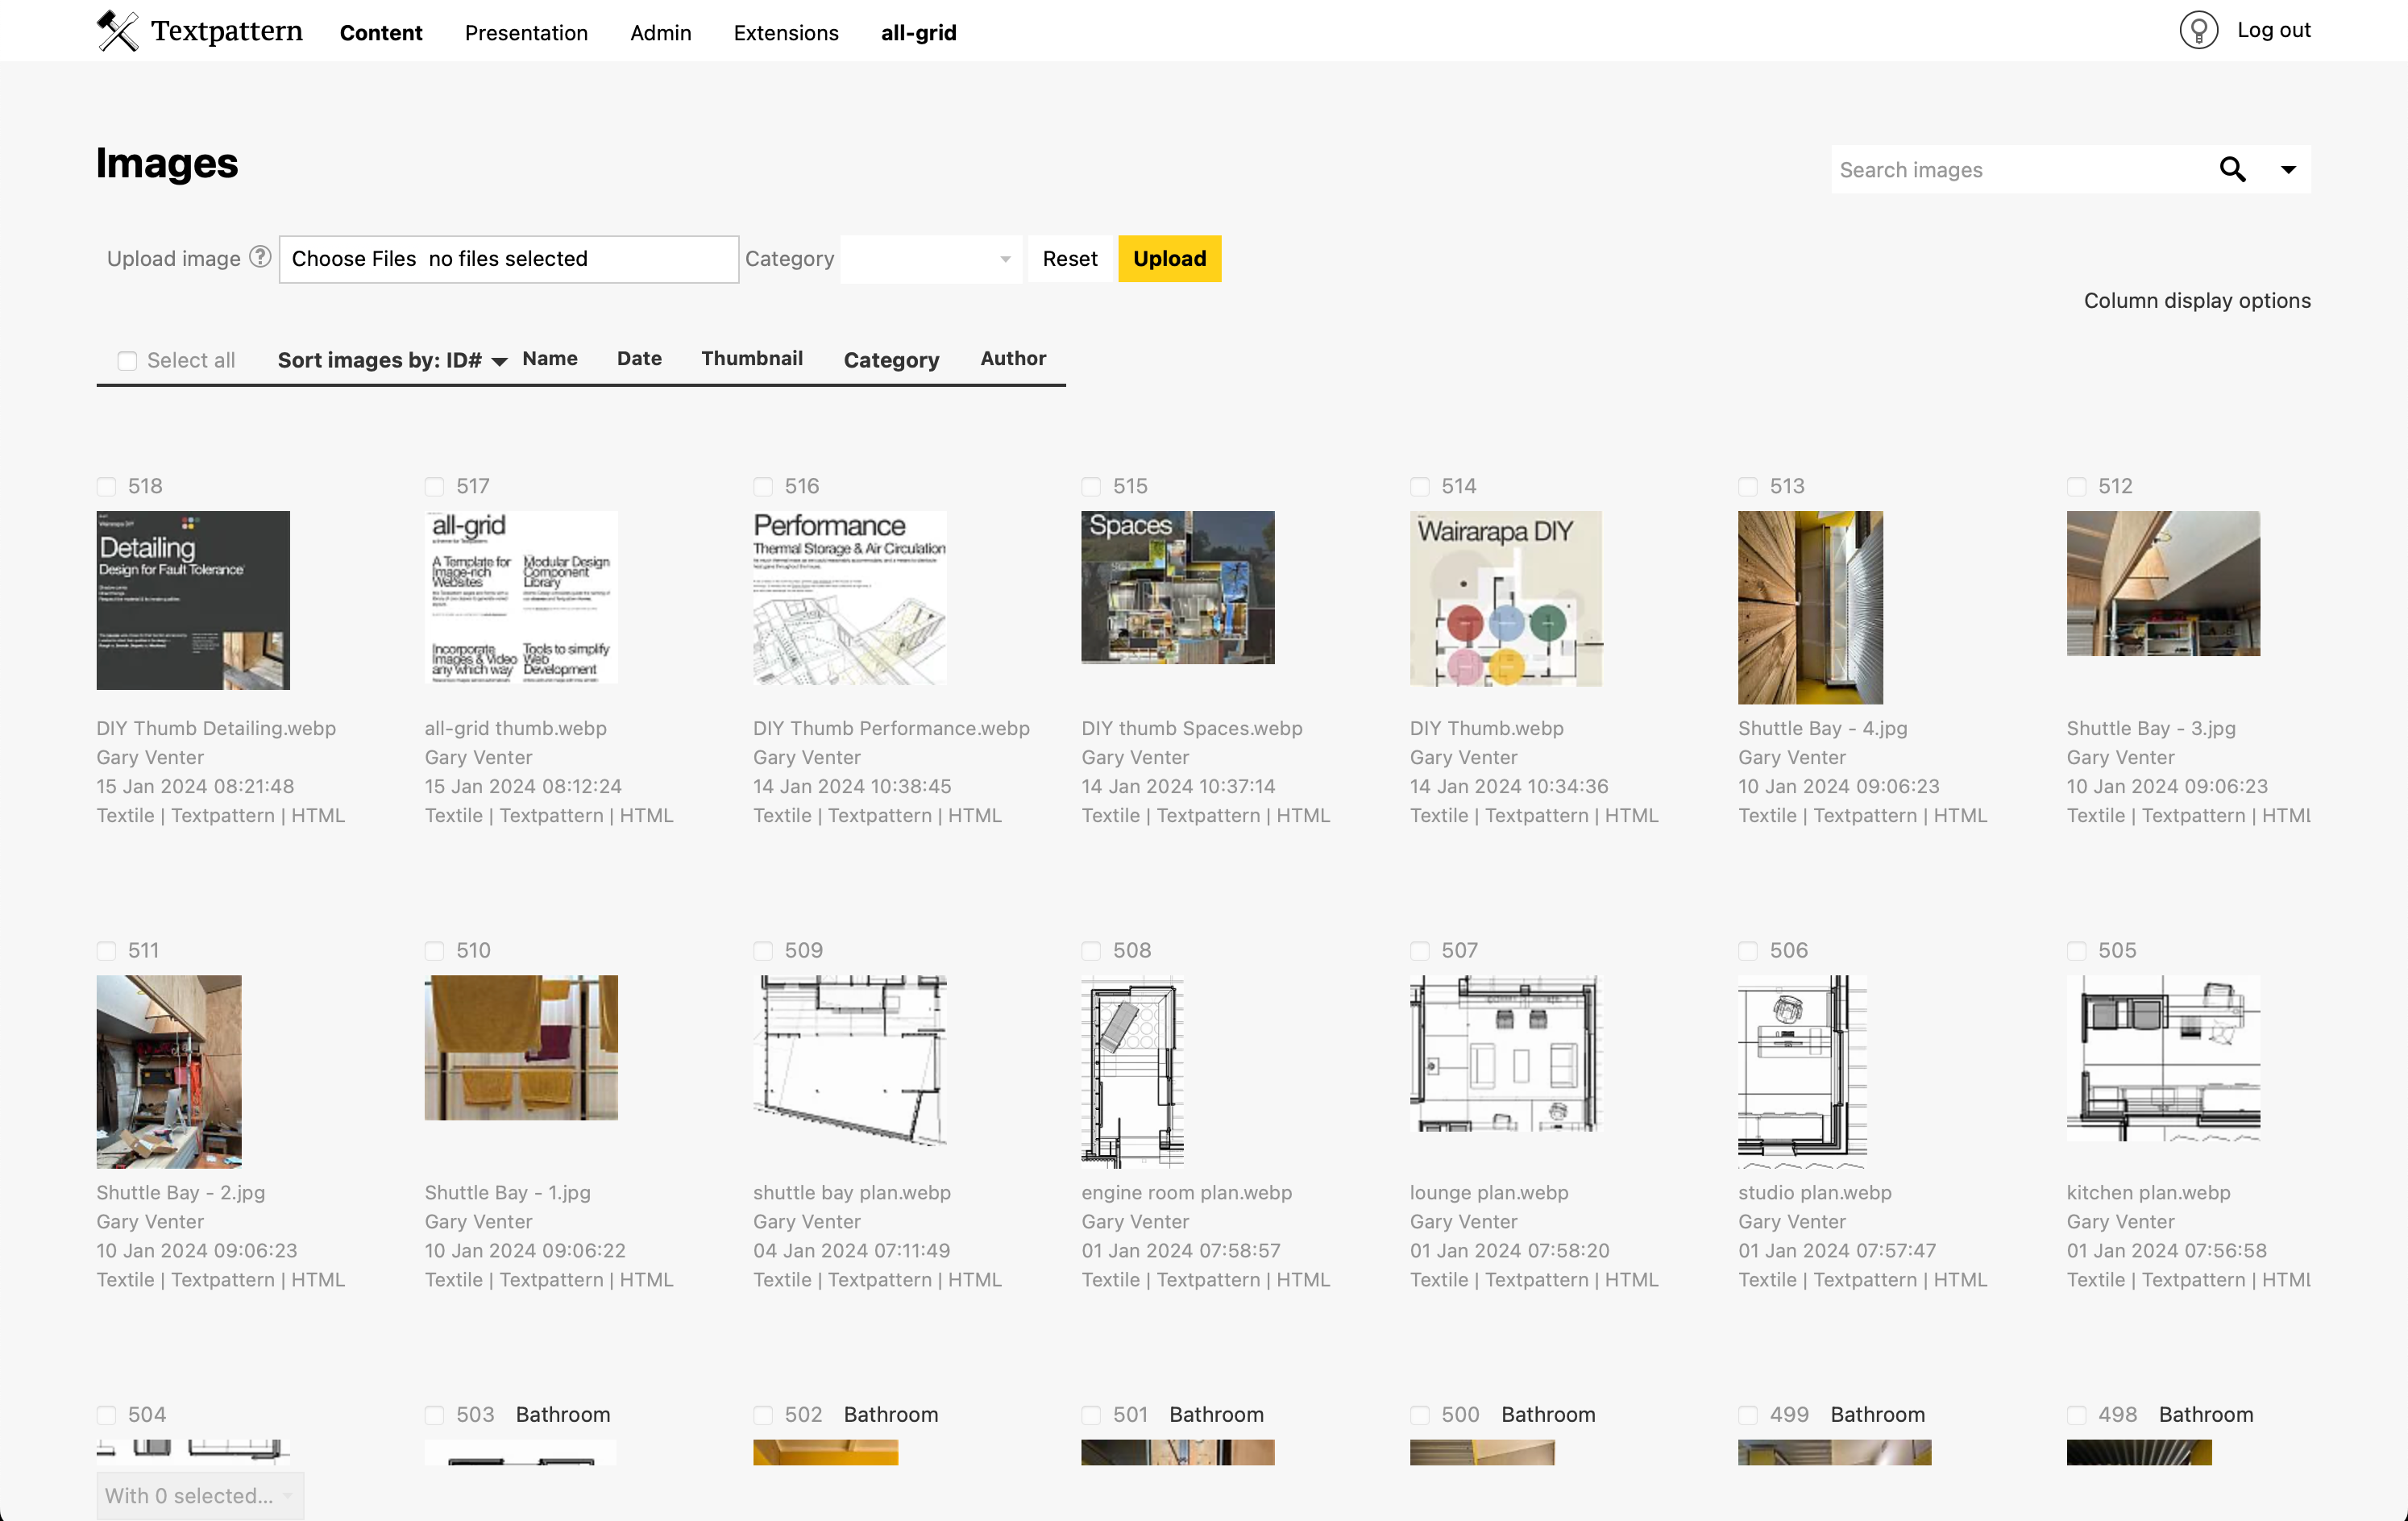 Textpattern Content Presentation Admin Extensions all-grid Log out
Images
Search images
Upload image ? Choose Files no files selected Category Reset Upload
Column display options
Select all Sort images by: ID# Name Date Thumbnail Category Author
518 517 516 515 514 513 512
Wairarapa DIY
Detailing
Design for Fault Tolerance
all-grid
a theme for Textpattern
A Template for
Image-rich
Websites
Modular Design
Component
Library
Incorporate
Images & Video
any which way
Tools to simplify
Web
Development
Performance
Thermal Storage & Air Circulation
Spaces
Wairarapa DIY
DIY Thumb Detailing.webp all-grid thumb.webp DIY Thumb Performance.webp DIY thumb Spaces.webp DIY Thumb.webp Shuttle Bay - 4.jpg Shuttle Bay - 3.jpg
Gary Venter Gary Venter Gary Venter Gary Venter Gary Venter Gary Venter Gary Venter
15 Jan 2024 08:21:48 15 Jan 2024 08:12:24 14 Jan 2024 10:38:45 14 Jan 2024 10:37:14 14 Jan 2024 10:34:36 10 Jan 2024 09:06:23 10 Jan 2024 09:06:23
Textile | Textpattern | HTML Textile | Textpattern | HTML Textile | Textpattern | HTML Textile | Textpattern | HTML Textile | Textpattern | HTML Textile | Textpattern | HTML Textile | Textpattern | HTML
511 510 509 508 507 506 505
Shuttle Bay - 2.jpg Shuttle Bay - 1.jpg shuttle bay plan.webp engine room plan.webp lounge plan.webp studio plan.webp kitchen plan.webp
Gary Venter Gary Venter Gary Venter Gary Venter Gary Venter Gary Venter Gary Venter
10 Jan 2024 09:06:23 10 Jan 2024 09:06:22 04 Jan 2024 07:11:49 01 Jan 2024 07:58:57 01 Jan 2024 07:58:20 01 Jan 2024 07:57:47 01 Jan 2024 07:56:58
Textile | Textpattern | HTML Textile | Textpattern | HTML Textile | Textpattern | HTML Textile | Textpattern | HTML Textile | Textpattern | HTML Textile | Textpattern | HTML Textile | Textpattern | HTML
504 503 Bathroom 502 Bathroom 501 Bathroom 500 Bathroom 499 Bathroom 498 Bathroom
With 0 selected...